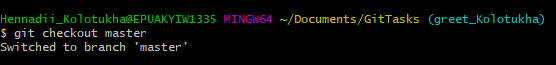 Hennadii_Kolotukha@EPUAKYIW1335 MINGW64 ~/Documents/GitTasks (greet_Kolotukha)
$ git checkout master
Switched to branch 'master'